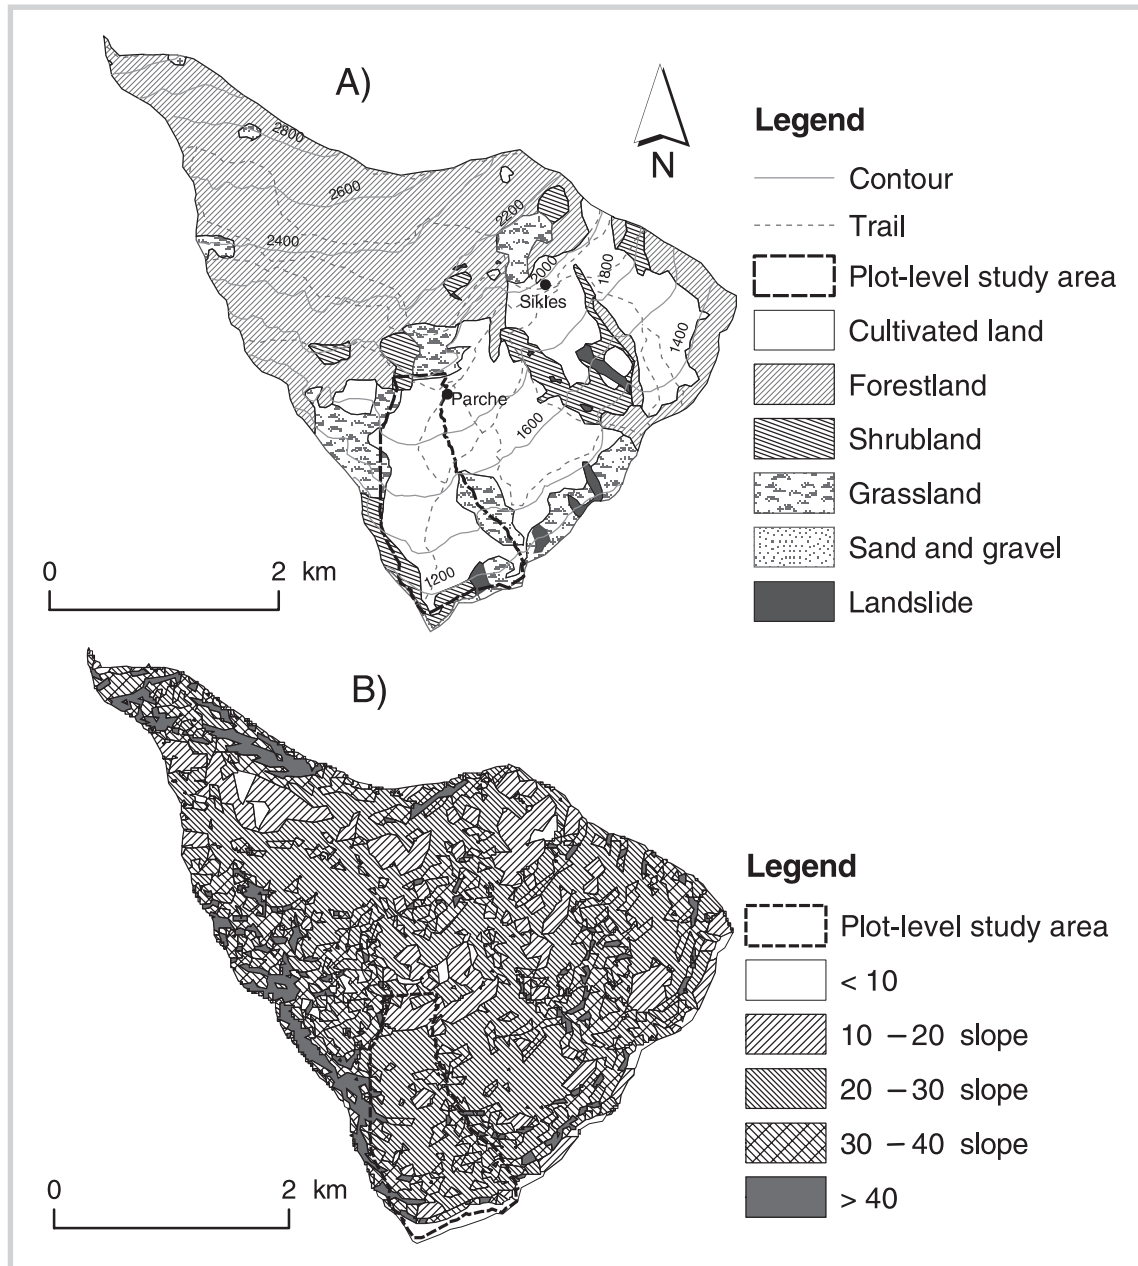 A)
N
2800
2600
2400
2200
2000
1800
1400
Sikles
Parche
1600
1200
0 2 km
Legend
Contour
Trail
Plot-level study area
Cultivated land
Forestland
Shrubland
Grassland
Sand and gravel
Landslide
B)
0 2 km
Legend
Plot-level study area
< 10
10 – 20 slope
20 – 30 slope
30 – 40 slope
> 40